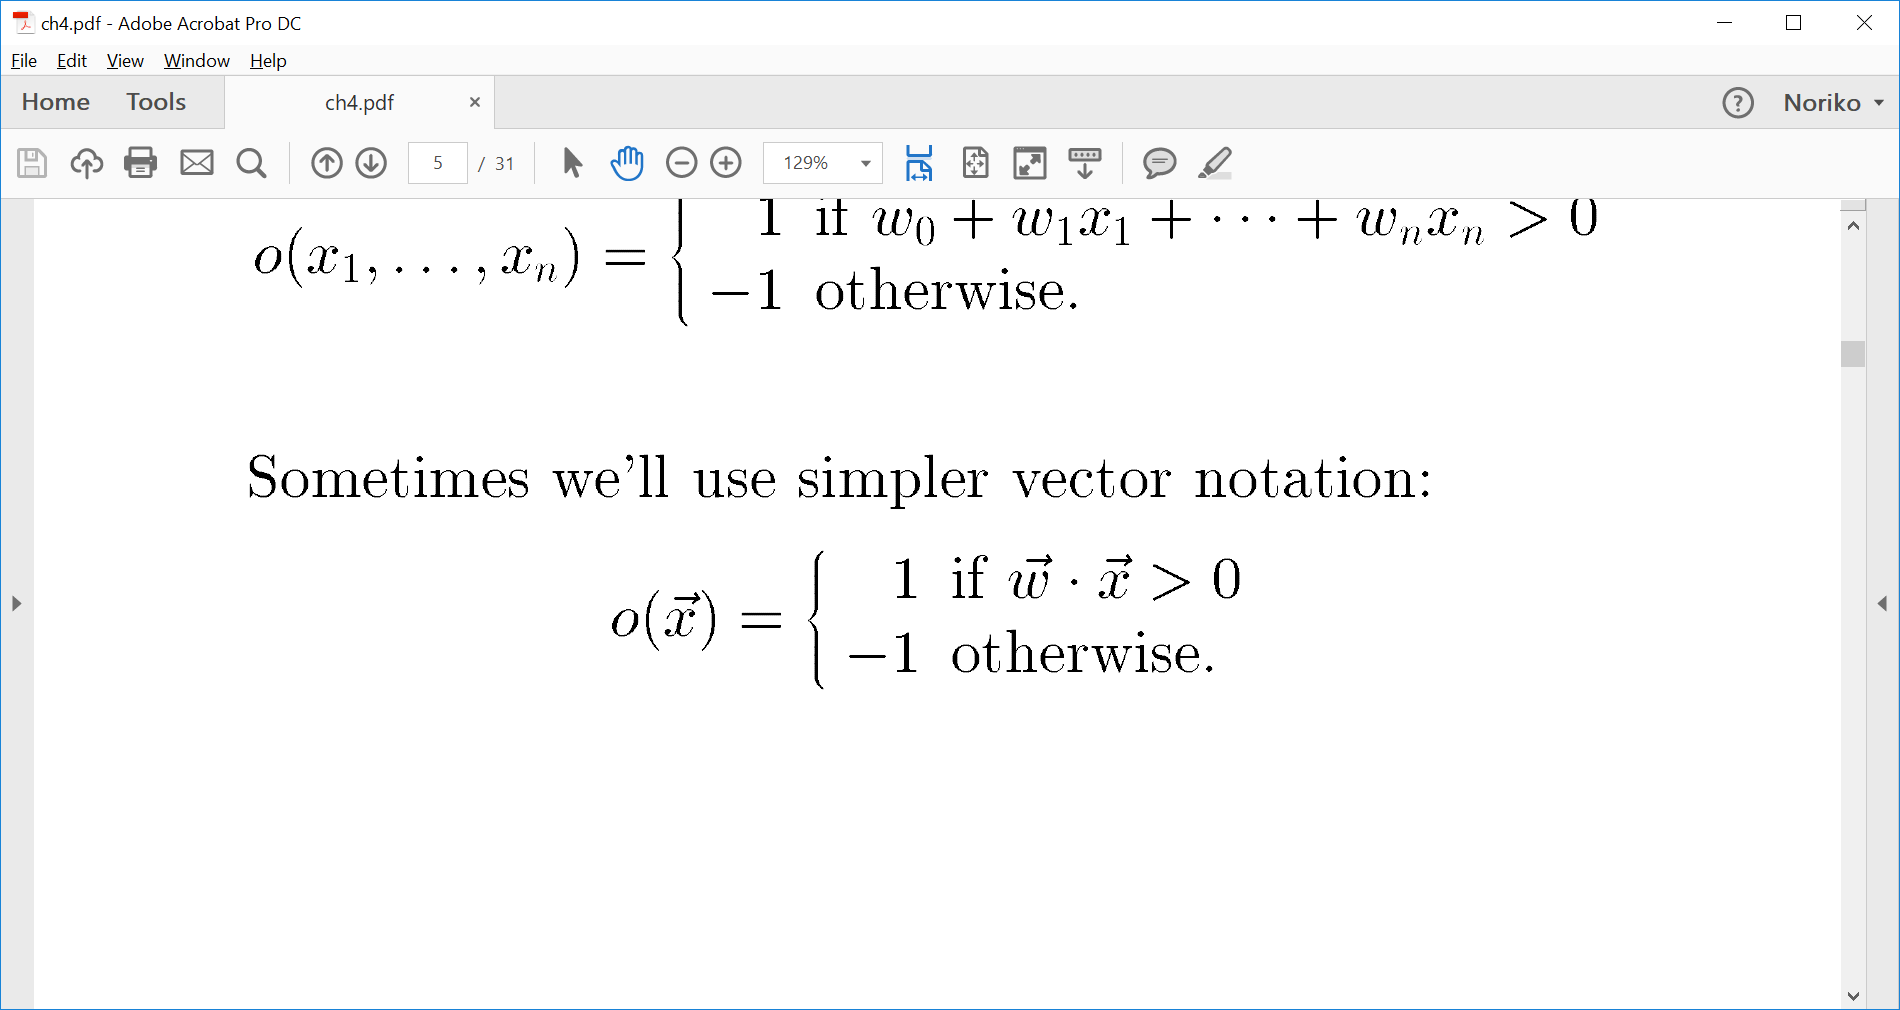 ch4.pdf - Adobe Acrobat Pro DC
File Edit View Window Help
Home Tools ch4.pdf × ? Noriko
5 / 31 129%
1 if w₀ + w₁x₁ + ⋯ + wₙxₙ > 0
o(x₁, . . . , xₙ) = {
−1 otherwise.
Sometimes we'll use simpler vector notation:
1 if w⃗ · x⃗ > 0
o(x⃗) = {
−1 otherwise.